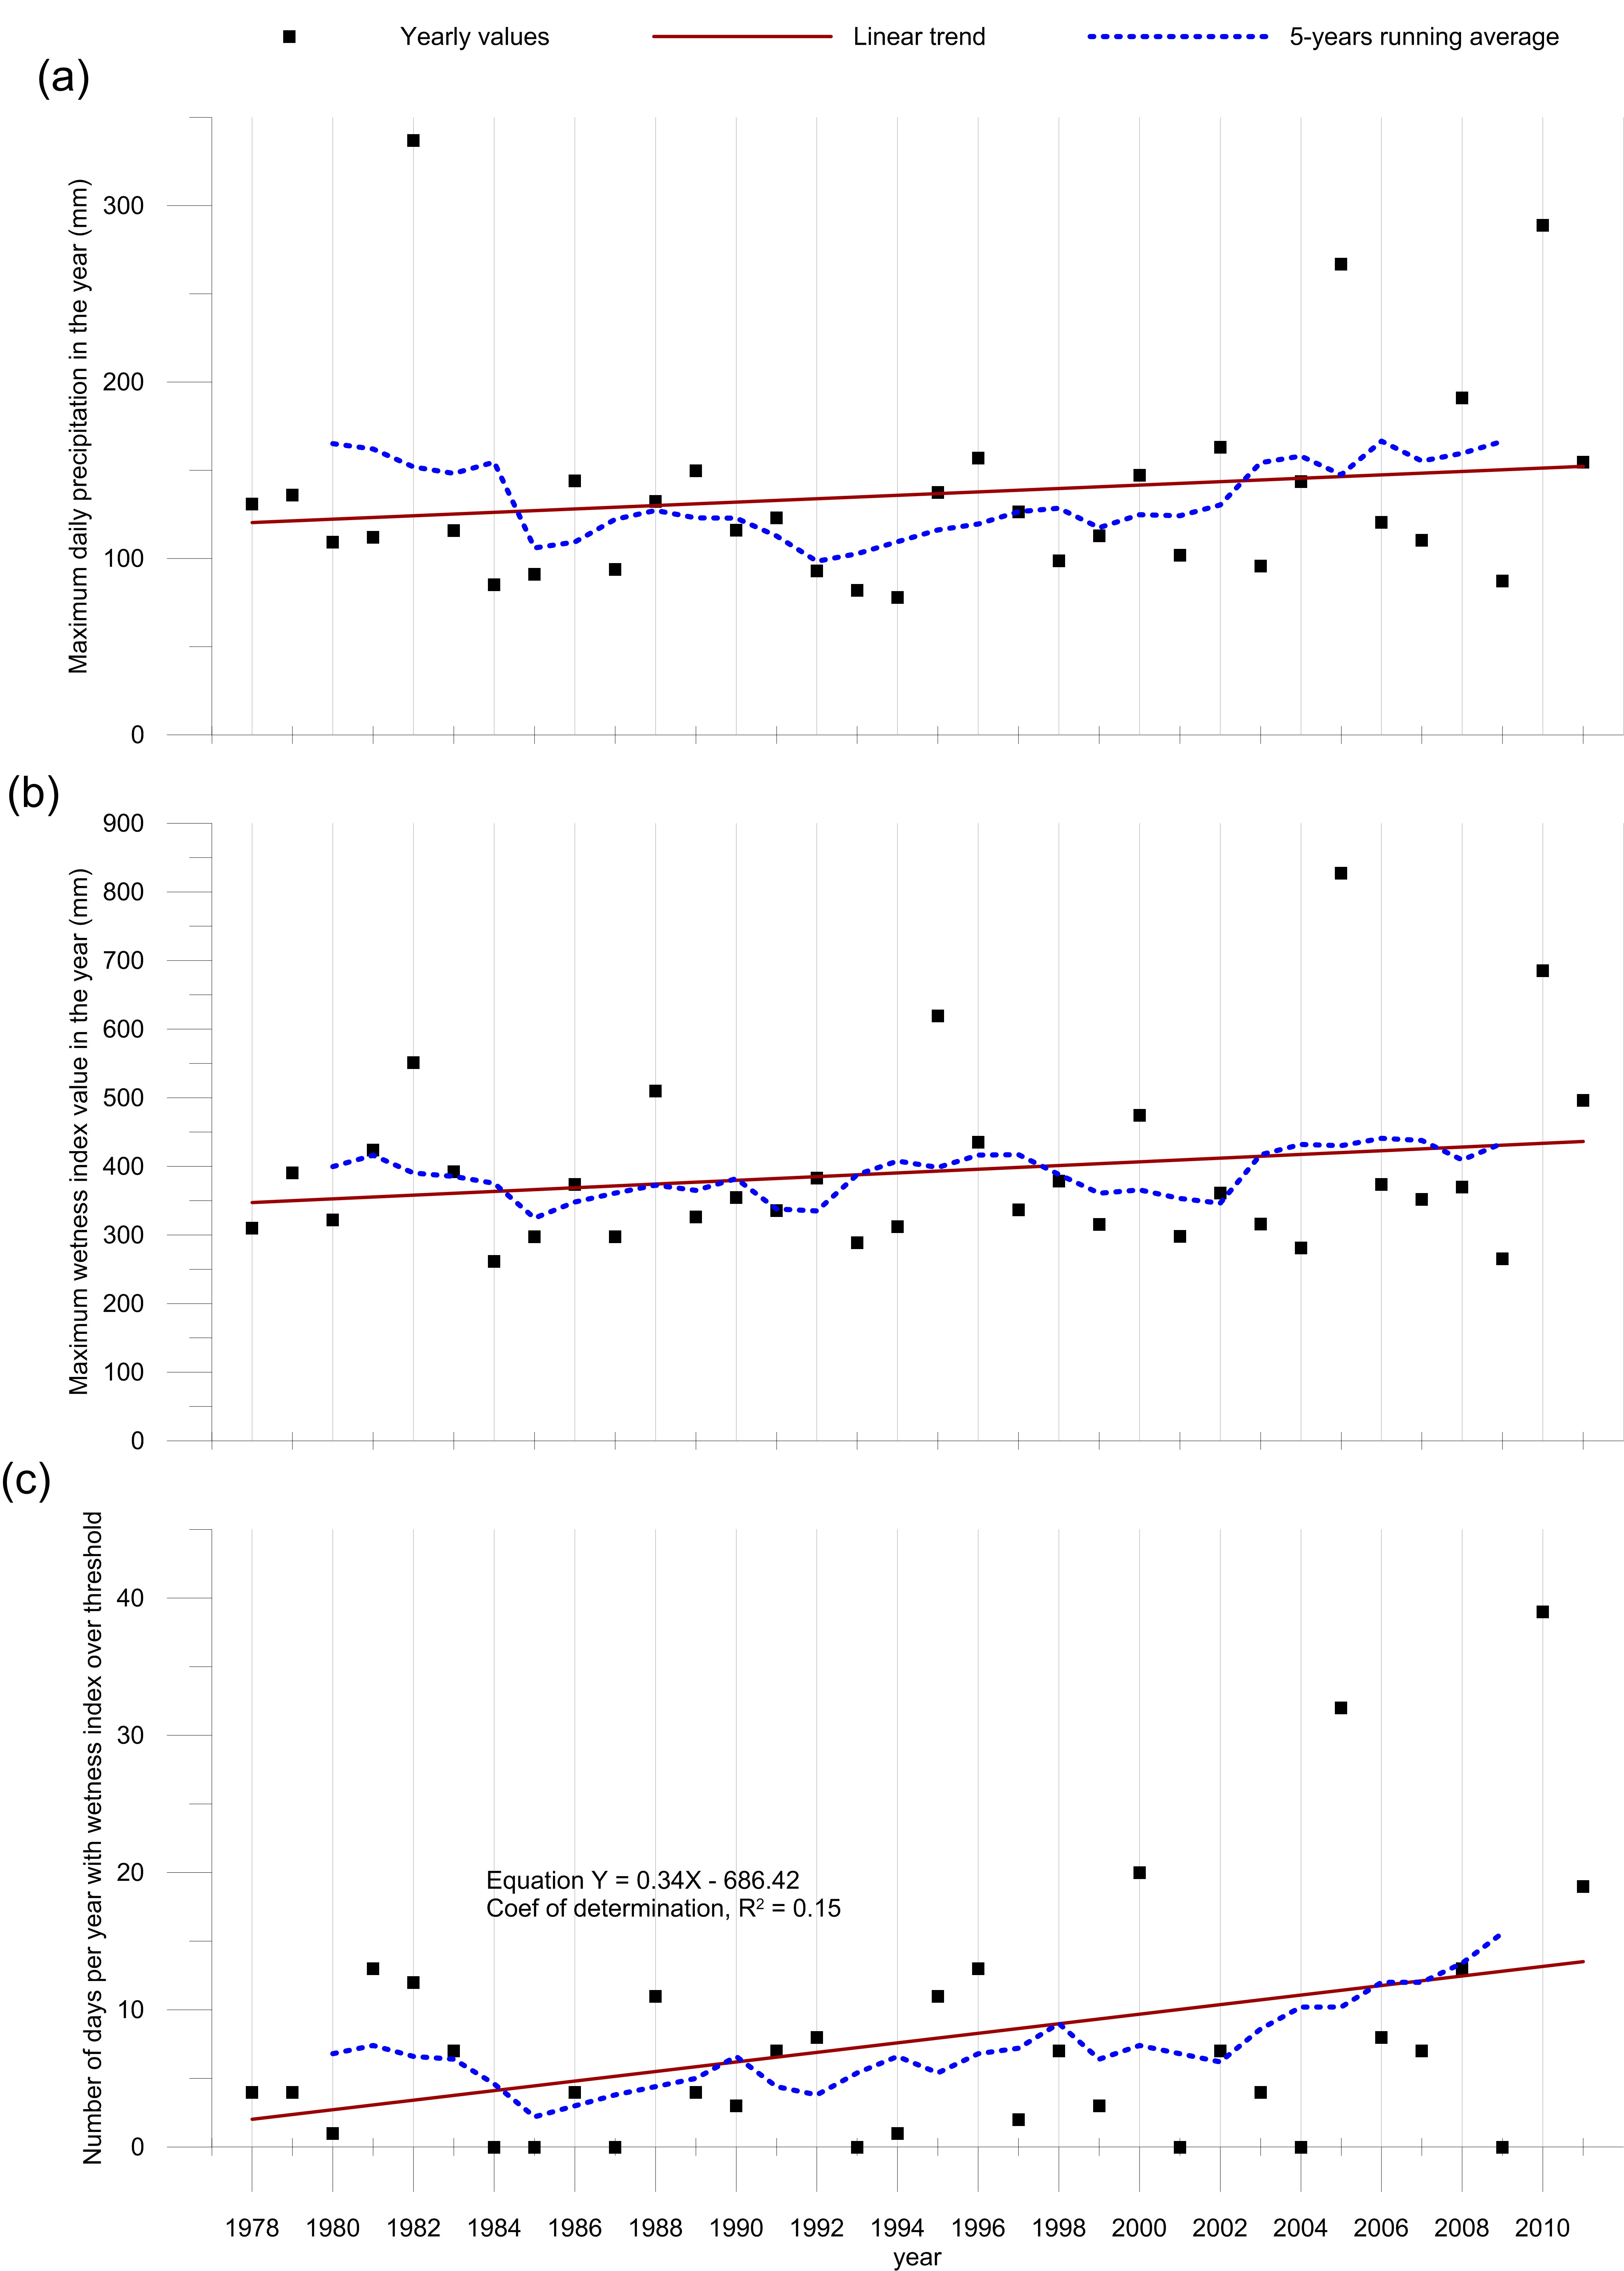 Yearly values Linear trend 5-years running average
(a)
Maximum daily precipitation in the year (mm)
300
200
100
0
(b)
Maximum wetness index value in the year (mm)
900
800
700
600
500
400
300
200
100
0
(c)
Number of days per year with wetness index over threshold
40
30
20
10
0
Equation Y = 0.34X - 686.42
Coef of determination, R² = 0.15
1978 1980 1982 1984 1986 1988 1990 1992 1994 1996 1998 2000 2002 2004 2006 2008 2010
year